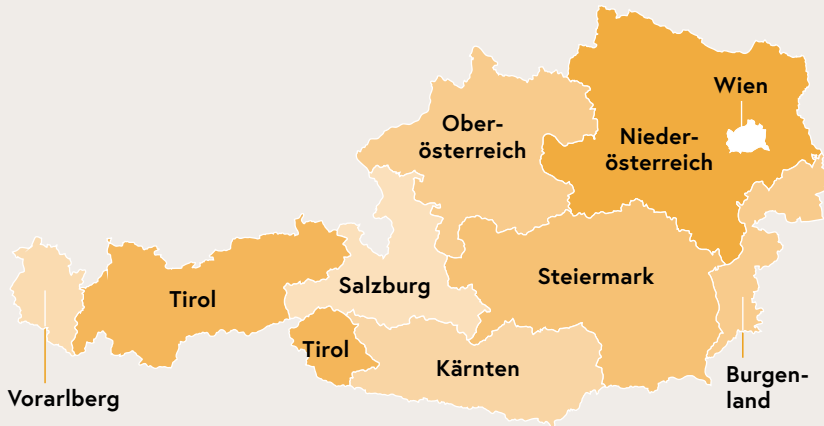 Wien
Ober-
österreich
Nieder-
österreich
Steiermark
Salzburg
Tirol
Tirol
Kärnten
Burgen-
land
Vorarlberg